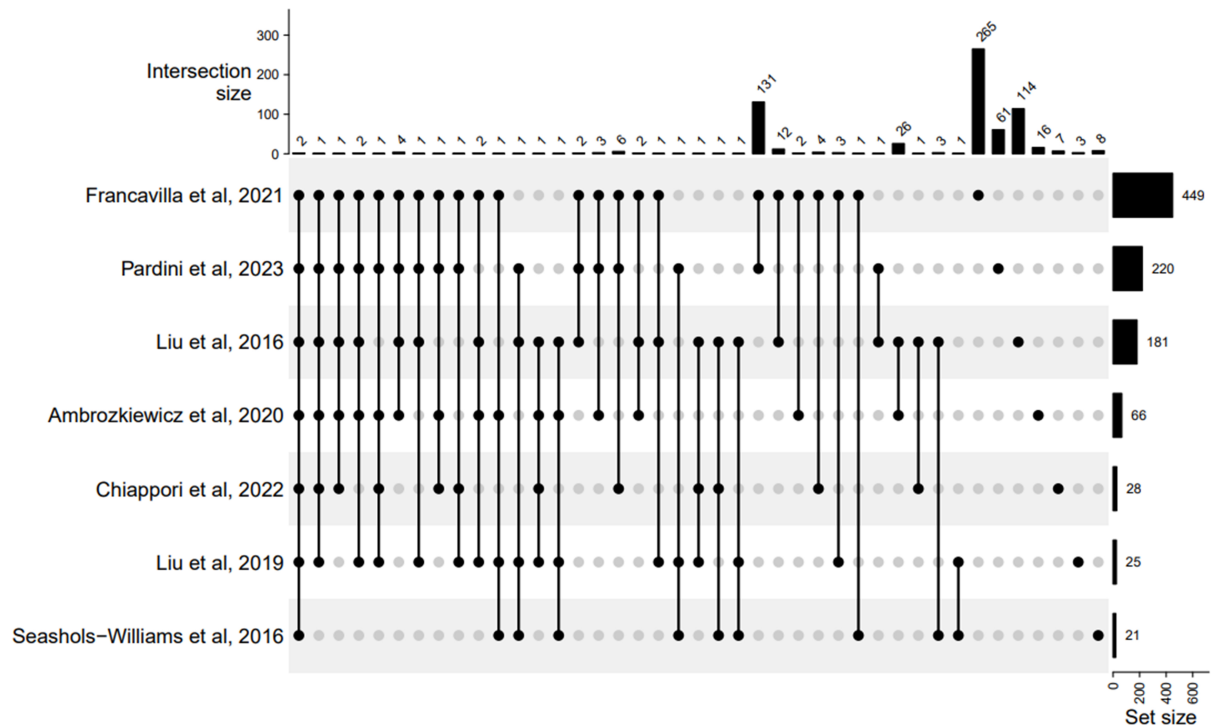 300
Intersection
size
200
100
0
2 1 1 2 1 4 1 1 1 2 1 1 1 1 2 3 6 2 1 1 1 1 1 131 12 2 4 3 1 1 26 1 3 1 265 61 114 16 7 3 8
Francavilla et al, 2021
449
Pardini et al, 2023
220
Liu et al, 2016
181
Ambrozkiewicz et al, 2020
66
Chiappori et al, 2022
28
Liu et al, 2019
25
Seashols−Williams et al, 2016
21
0 200 400 600
Set size